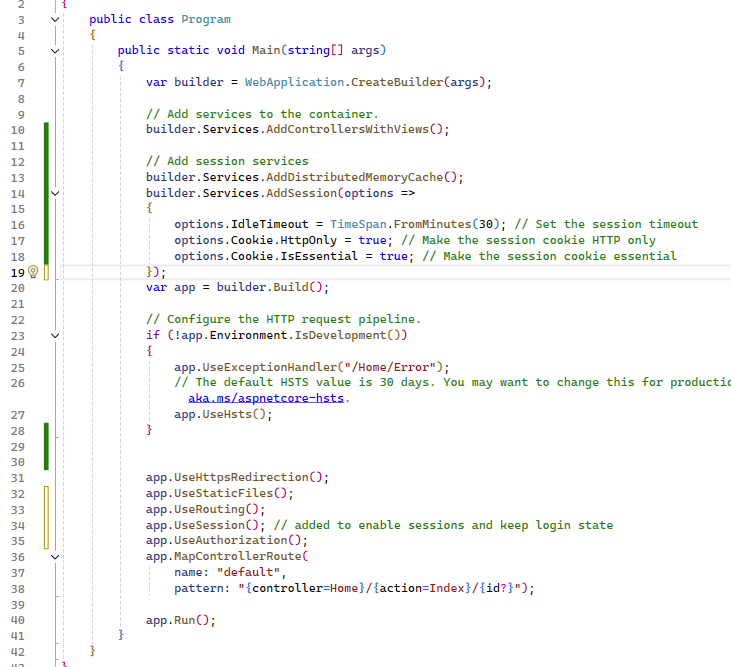 2 {
3 public class Program
4 {
5 public static void Main(string[] args)
6 {
7 var builder = WebApplication.CreateBuilder(args);
8
9 // Add services to the container.
10 builder.Services.AddControllersWithViews();
11
12 // Add session services
13 builder.Services.AddDistributedMemoryCache();
14 builder.Services.AddSession(options =>
15 {
16 options.IdleTimeout = TimeSpan.FromMinutes(30); // Set the session timeout
17 options.Cookie.HttpOnly = true; // Make the session cookie HTTP only
18 options.Cookie.IsEssential = true; // Make the session cookie essential
19 });
20 var app = builder.Build();
21
22 // Configure the HTTP request pipeline.
23 if (!app.Environment.IsDevelopment())
24 {
25 app.UseExceptionHandler("/Home/Error");
26 // The default HSTS value is 30 days. You may want to change this for productio
aka.ms/aspnetcore-hsts.
27 app.UseHsts();
28 }
29
30
31 app.UseHttpsRedirection();
32 app.UseStaticFiles();
33 app.UseRouting();
34 app.UseSession(); // added to enable sessions and keep login state
35 app.UseAuthorization();
36 app.MapControllerRoute(
37 name: "default",
38 pattern: "{controller=Home}/{action=Index}/{id?}");
39
40 app.Run();
41 }
42 }
43 }